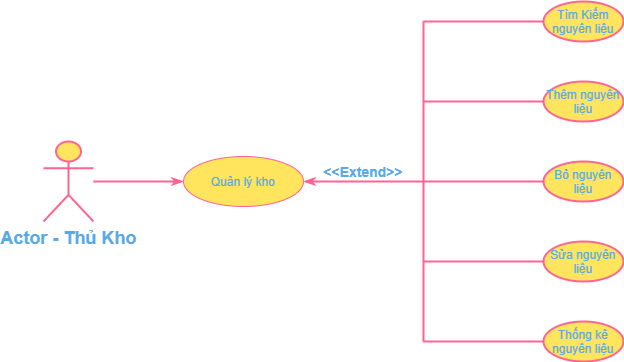 Tìm Kiếm
nguyên liệu
Thêm nguyên
liệu
<<Extend>>
Quản lý kho
Bỏ nguyên
liệu
Actor - Thủ Kho
Sửa nguyên
liệu
Thống kê
nguyên liệu